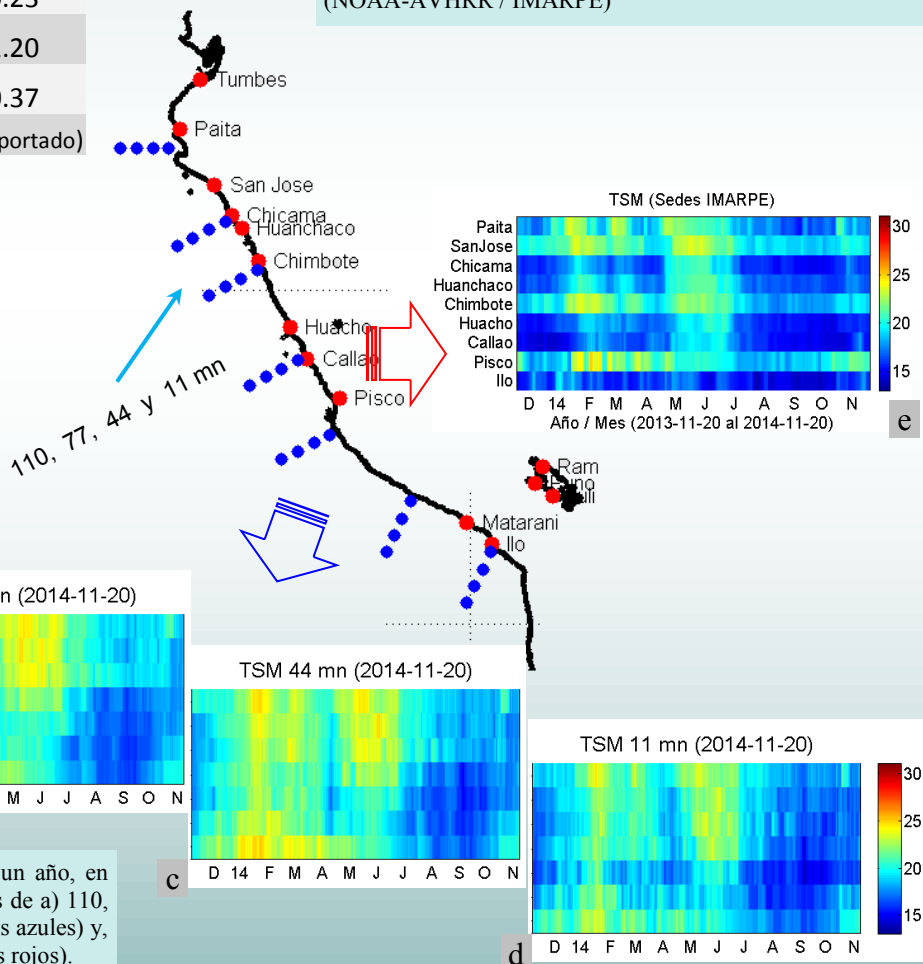 (NOAA-AVHRR / IMARPE)
.20
.37
portado)
Tumbes
Paita
San Jose
Chicama
Huanchaco
Chimbote
Huacho
Callao
Pisco
110, 77, 44 y 11 mn
Ram
Matarani
Ilo
TSM (Sedes IMARPE)
Paita
SanJose
Chicama
Huanchaco
Chimbote
Huacho
Callao
Pisco
Ilo
30
25
20
15
D 14 F M A M J J A S O N
Año / Mes (2013-11-20 al 2014-11-20)
e
n (2014-11-20)
M J J A S O N
TSM 44 mn (2014-11-20)
D 14 F M A M J J A S O N
c
TSM 11 mn (2014-11-20)
30
25
20
15
D 14 F M A M J J A S O N
d
un año, en
s de a) 110,
s azules) y,
s rojos).